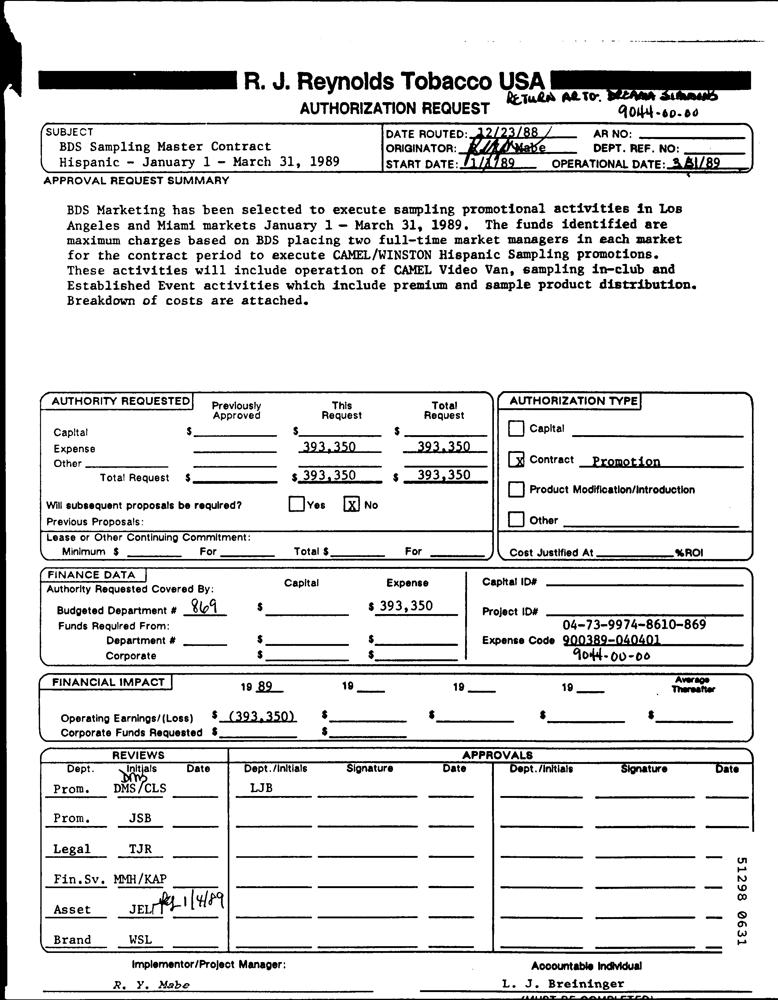 R. J. Reynolds Tobacco USA
RETURN AR TO: DREAMA SIMMONS
AUTHORIZATION REQUEST
9044-00-00
SUBJECT
BDS Sampling Master Contract
Hispanic - January 1 - March 31, 1989
DATE ROUTED: 12/23/88 AR NO:
ORIGINATOR: Mabe DEPT. REF. NO:
START DATE: 1/1/89 OPERATIONAL DATE: 3/31/89
APPROVAL REQUEST SUMMARY
BDS Marketing has been selected to execute sampling promotional activities in Los
Angeles and Miami markets January 1 - March 31, 1989. The funds identified are
maximum charges based on BDS placing two full-time market managers in each market
for the contract period to execute CAMEL/WINSTON Hispanic Sampling promotions.
These activities will include operation of CAMEL Video Van, sampling in-club and
Established Event activities which include premium and sample product distribution.
Breakdown of costs are attached.
AUTHORITY REQUESTED Previously Approved This Request Total Request
Capital $ $ $
Expense 393,350 393,350
Other
Total Request $ $ 393,350 $ 393,350
Will subsequent proposals be required? Yes X No
Previous Proposals:
Lease or Other Continuing Commitment:
Minimum $ For Total $ For
AUTHORIZATION TYPE
Capital
X Contract Promotion
Product Modification/Introduction
Other
Cost Justified At %ROI
FINANCE DATA Capital Expense
Authority Requested Covered By:
Budgeted Department # 869 $ $ 393,350
Funds Required From:
Department # $ $
Corporate $ $
Capital ID#
Project ID#
04-73-9974-8610-869
Expense Code 900389-040401
9044-00-00
FINANCIAL IMPACT 19 89 19 19 19 Average Thereafter
Operating Earnings/(Loss) $ (393,350) $ $ $ $
Corporate Funds Requested $ $
REVIEWS APPROVALS
Dept. Initials Date Dept./Initials Signature Date Dept./Initials Signature Date
DMS
Prom. DMS/CLS LJB
Prom. JSB
Legal TJR
Fin.Sv. MMH/KAP
Asset JEL 1/4/89
Brand WSL
51298 0631
Implementor/Project Manager: Accountable Individual
R. Y. Mabe L. J. Breininger
(MUST BE COMPLETED)